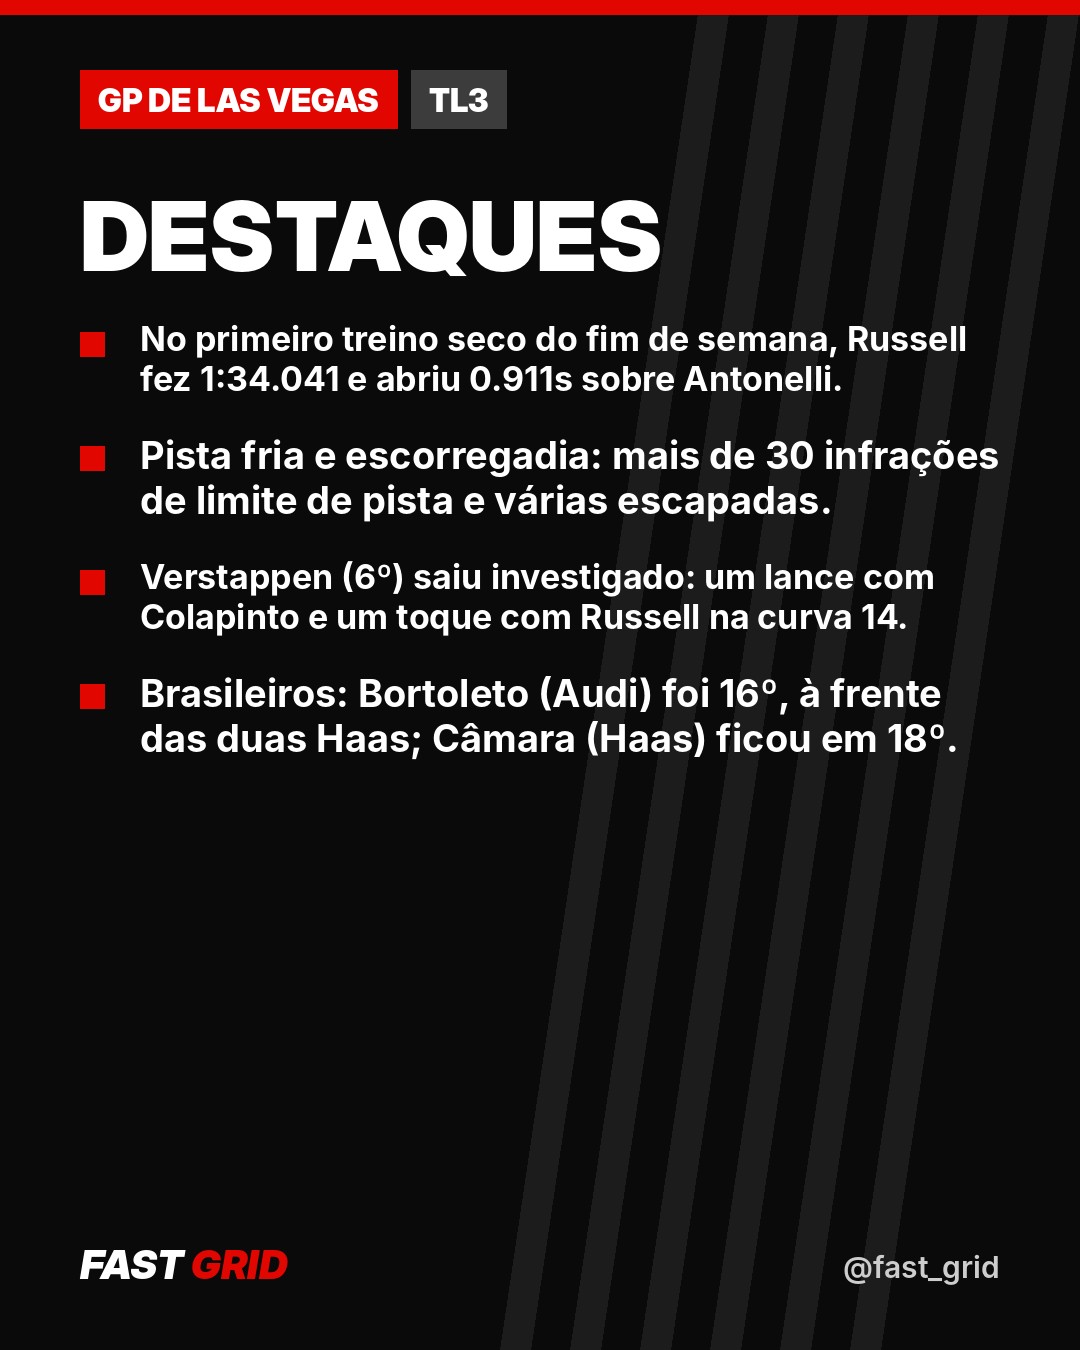 GP DE LAS VEGAS TL3
DESTAQUES
No primeiro treino seco do fim de semana, Russell
fez 1:34.041 e abriu 0.911s sobre Antonelli.
Pista fria e escorregadia: mais de 30 infrações
de limite de pista e várias escapadas.
Verstappen (6º) saiu investigado: um lance com
Colapinto e um toque com Russell na curva 14.
Brasileiros: Bortoleto (Audi) foi 16º, à frente
das duas Haas; Câmara (Haas) ficou em 18º.
FAST GRID @fast_grid